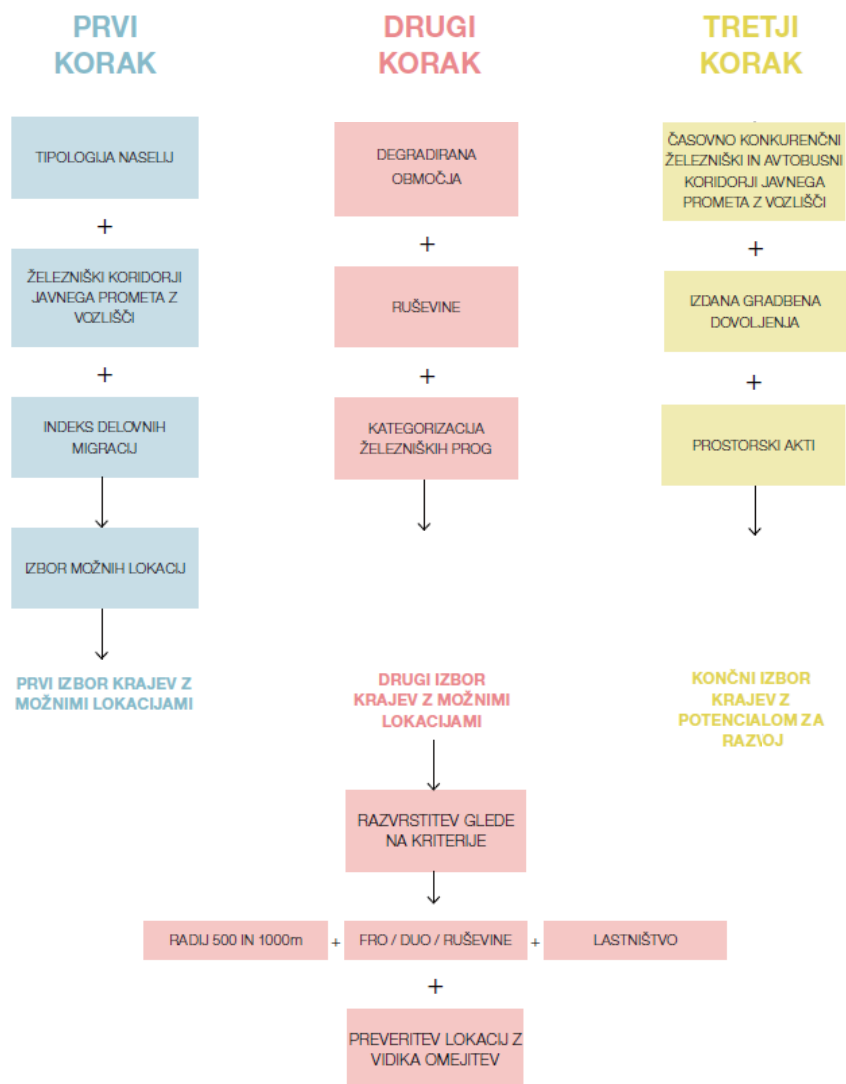 PRVI
KORAK
TIPOLOGIJA NASELIJ
+
ŽELEZNIŠKI KORIDORJI
JAVNEGA PROMETA Z
VOZLIŠČI
+
INDEKS DELOVNIH
MIGRACIJ
IZBOR MOŽNIH LOKACIJ
PRVI IZBOR KRAJEV Z
MOŽNIMI LOKACIJAMI
DRUGI
KORAK
DEGRADIRANA
OBMOČJA
+
RUŠEVINE
+
KATEGORIZACIJA
ŽELEZNIŠKIH PROG
DRUGI IZBOR
KRAJEV Z MOŽNIMI
LOKACIJAMI
RAZVRSTITEV GLEDE
NA KRITERIJE
RADIJ 500 IN 1000m + FRO / DUO / RUŠEVINE + LASTNIŠTVO
+
PREVERITEV LOKACIJ Z
VIDIKA OMEJITEV
TRETJI
KORAK
ČASOVNO KONKURENČNI
ŽELEZNIŠKI IN AVTOBUSNI
KORIDORJI JAVNEGA
PROMETA Z VOZLIŠČI
+
IZDANA GRADBENA
DOVOLJENJA
+
PROSTORSKI AKTI
KONČNI IZBOR
KRAJEV Z
POTENCIALOM ZA
RAZ\OJ